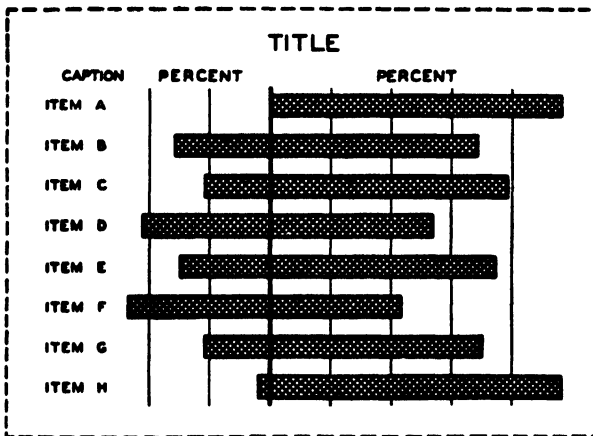 TITLE
CAPTION PERCENT PERCENT
ITEM A
ITEM B
ITEM C
ITEM D
ITEM E
ITEM F
ITEM G
ITEM H